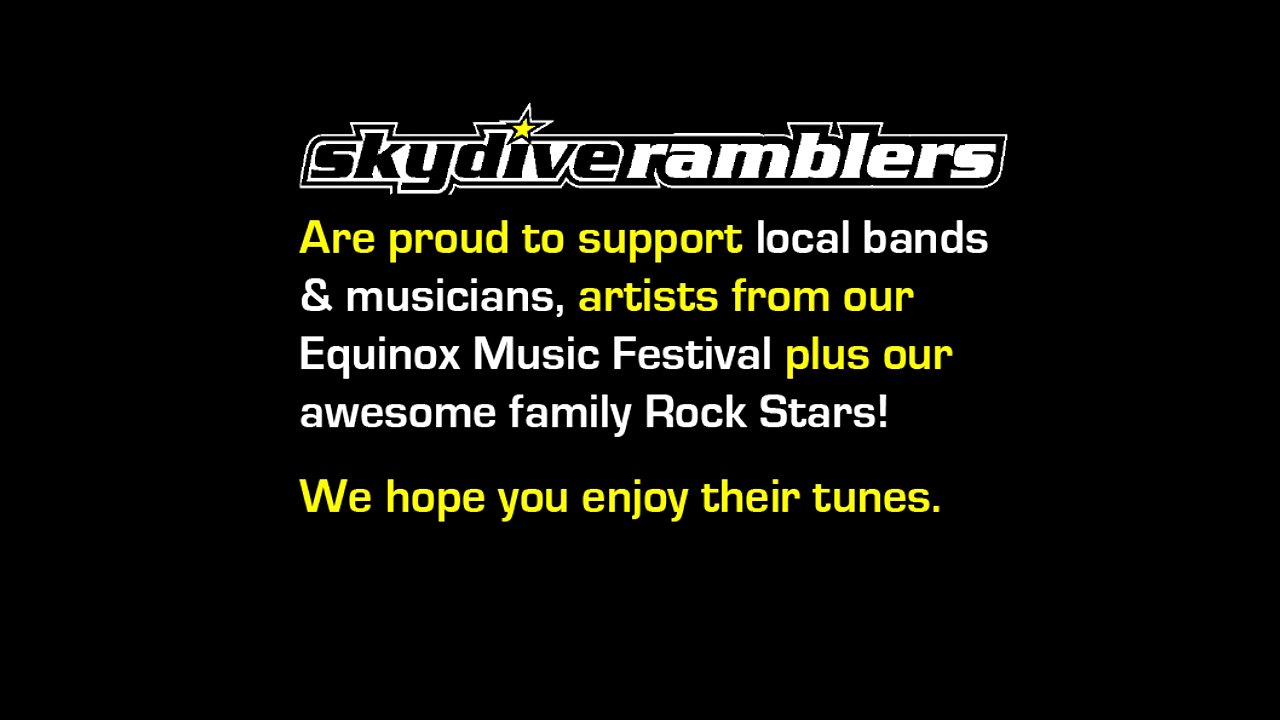 skydiveramblers
Are proud to support local bands
& musicians, artists from our
Equinox Music Festival plus our
awesome family Rock Stars!
We hope you enjoy their tunes.